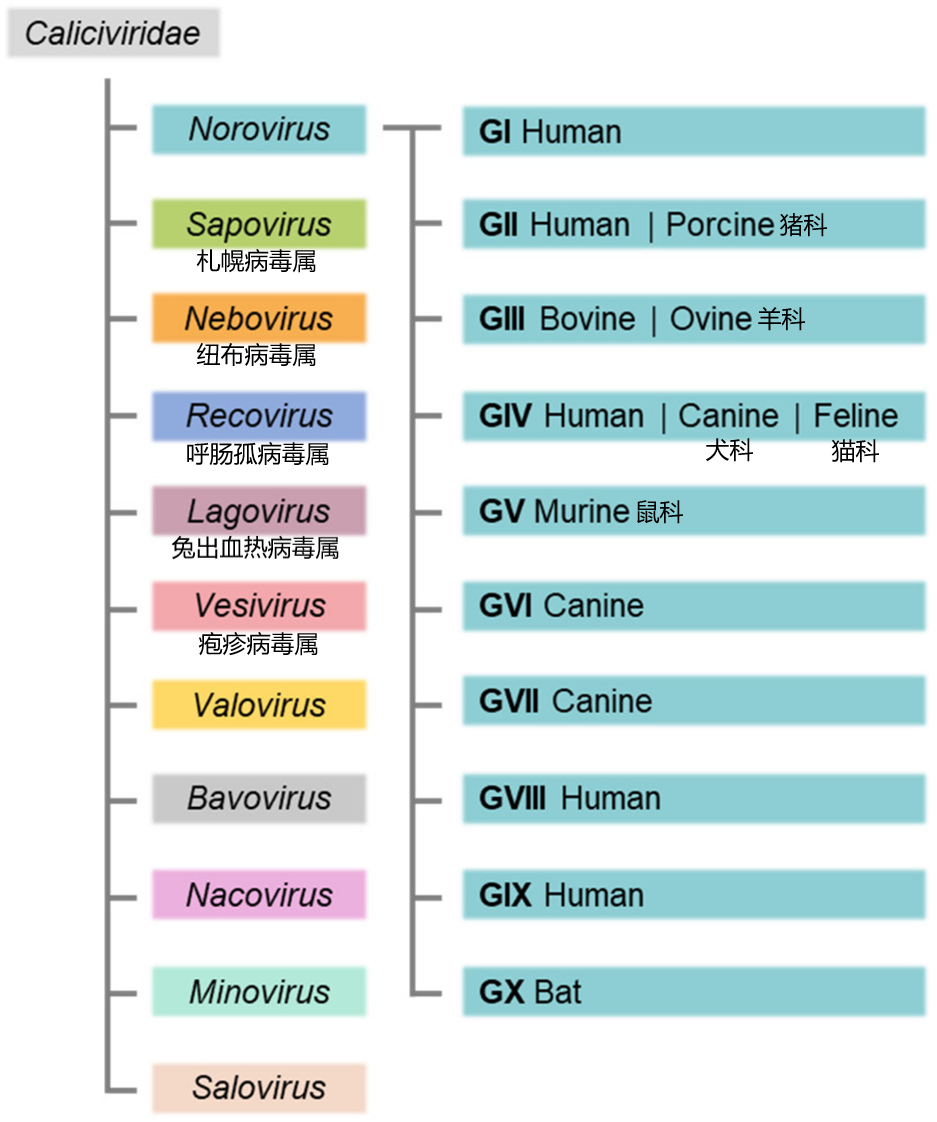 Caliciviridae
Norovirus
Sapovirus
札幌病毒属
Nebovirus
纽布病毒属
Recovirus
呼肠孤病毒属
Lagovirus
兔出血热病毒属
Vesivirus
疱疹病毒属
Valovirus
Bavovirus
Nacovirus
Minovirus
Salovirus
GI Human
GII Human | Porcine 猪科
GIII Bovine | Ovine 羊科
GIV Human | Canine | Feline
犬科 猫科
GV Murine 鼠科
GVI Canine
GVII Canine
GVIII Human
GIX Human
GX Bat